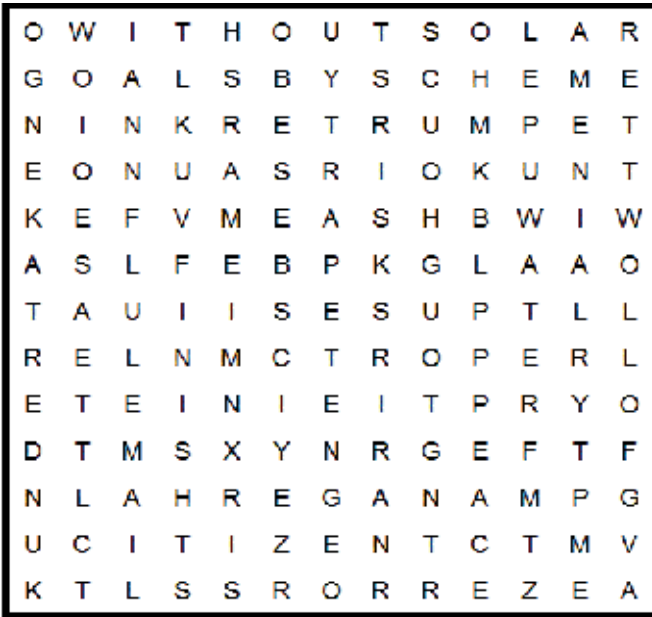 O W I T H O U T S O L A R
G O A L S B Y S C H E M E
N I N K R E T R U M P E T
E O N U A S R I O K U N T
K E F V M E A S H B W I W
A S L F E B P K G L A A O
T A U I I S E S U P T L L
R E L N M C T R O P E R L
E T E I N I E I T P R Y O
D T M S X Y N R G E F T F
N L A H R E G A N A M P G
U C I T I Z E N T C T M V
K T L S S R O R R E Z E A